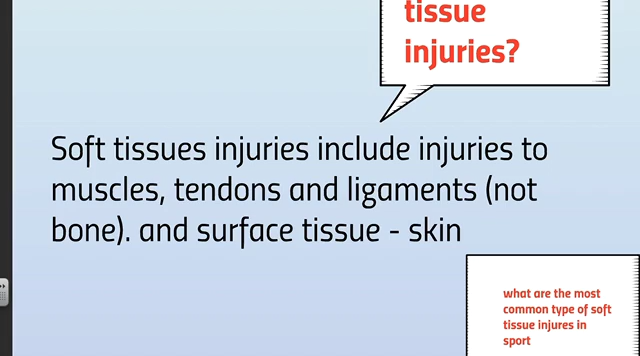 tissue
injuries?
Soft tissues injuries include injuries to
muscles, tendons and ligaments (not
bone). and surface tissue - skin
what are the most
common type of soft
tissue injures in
sport